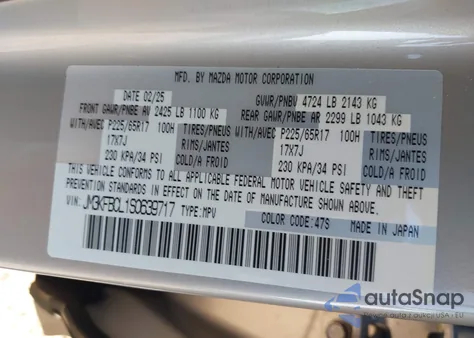 MFD. BY MAZDA MOTOR CORPORATION
DATE 02/25 GVWR/PNBV 4724 LB 2143 KG
FRONT GAWR/PNBE AV 2425 LB 1100 KG REAR GAWR/PNBE AR 2299 LB 1043 KG
WITH/AVEC P225/65R17 100H TIRES/PNEUS WITH/AVEC P225/65R17 100H TIRES/PNEUS
17X7J RIMS/JANTES 17X7J RIMS/JANTES
230 KPA/34 PSI COLD/A FROID 230 KPA/34 PSI COLD/A FROID
THIS VEHICLE CONFORMS TO ALL APPLICABLE FEDERAL MOTOR VEHICLE SAFETY AND THEFT
PREVENTION STANDARDS IN EFFECT ON THE DATE OF MANUFACTURE SHOWN ABOVE.
VIN: JM3KFBCL1S0639717 TYPE:MPV COLOR CODE:47S MADE IN JAPAN
autoSnap